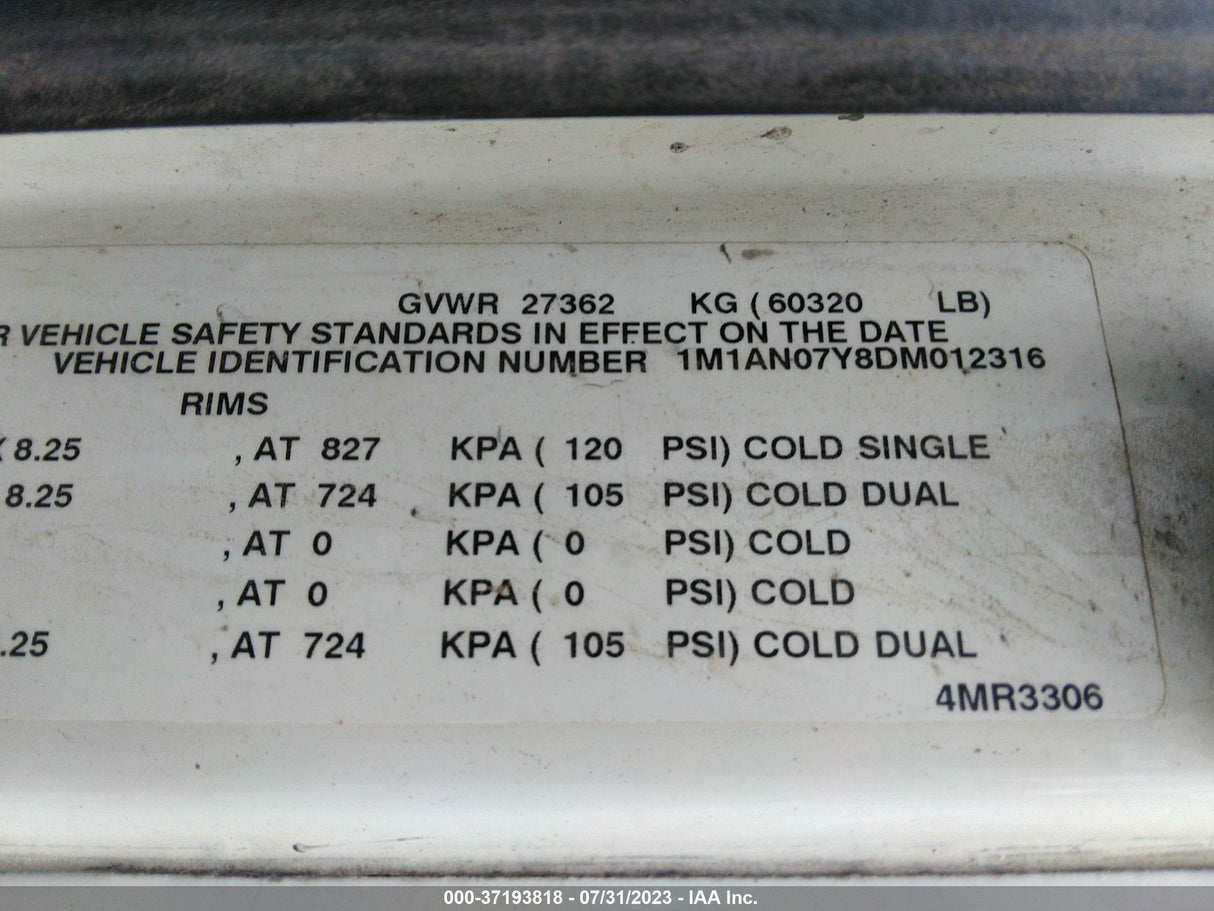 GVWR 27362 KG ( 60320 LB)
R VEHICLE SAFETY STANDARDS IN EFFECT ON THE DATE
VEHICLE IDENTIFICATION NUMBER 1M1AN07Y8DM012316
RIMS
X 8.25 , AT 827 KPA ( 120 PSI) COLD SINGLE
8.25 , AT 724 KPA ( 105 PSI) COLD DUAL
, AT 0 KPA ( 0 PSI) COLD
, AT 0 KPA ( 0 PSI) COLD
.25 , AT 724 KPA ( 105 PSI) COLD DUAL
4MR3306
000-37193818 - 07/31/2023 - IAA Inc.